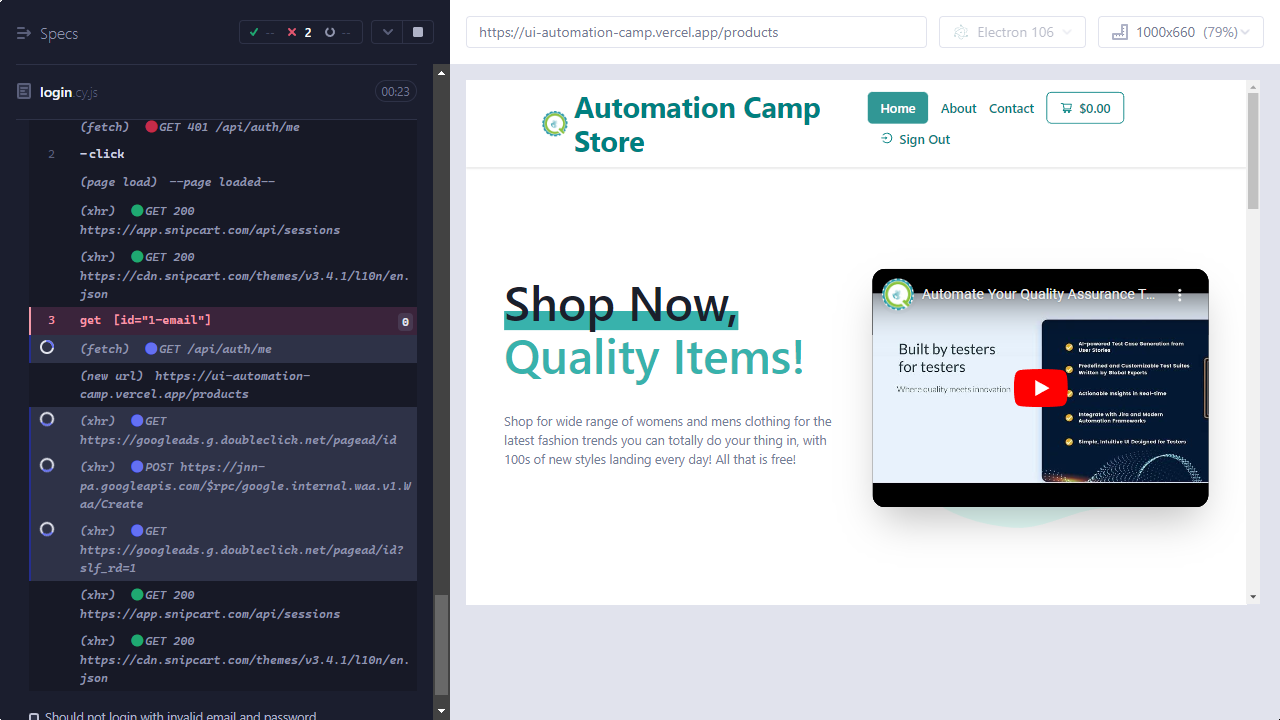 Specs
--
2
--
login.cy.js
00:23
(fetch) GET 401 /api/auth/me
2 -click
(page load) --page loaded--
(xhr) GET 200
https://app.snipcart.com/api/sessions
(xhr) GET 200
https://cdn.snipcart.com/themes/v3.4.1/l10n/en.
json
3 get [id="1-email"] 0
(fetch) GET /api/auth/me
(new url) https://ui-automation-
camp.vercel.app/products
(xhr) GET
https://googleads.g.doubleclick.net/pagead/id
(xhr) POST https://jnn-
pa.googleapis.com/$rpc/google.internal.waa.v1.W
aa/Create
(xhr) GET
https://googleads.g.doubleclick.net/pagead/id?
slf_rd=1
(xhr) GET 200
https://app.snipcart.com/api/sessions
(xhr) GET 200
https://cdn.snipcart.com/themes/v3.4.1/l10n/en.
json
Should not login with invalid email and password
https://ui-automation-camp.vercel.app/products
Electron 106
1000x660 (79%)
Automation Camp
Store
Home
About
Contact
$0.00
Sign Out
Shop Now,
Quality Items!
Shop for wide range of womens and mens clothing for the
latest fashion trends you can totally do your thing in, with
100s of new styles landing every day! All that is free!
Automate Your Quality Assurance T...
Built by testers
for testers
Where quality meets innovation
AI-powered Test Case Generation from
User Stories
Predefined and Customizable Test Suites
Written by Global Experts
Actionable Insights in Real-time
Integrate with Jira and Modern
Automation Frameworks
Simple, Intuitive UI Designed for Testers